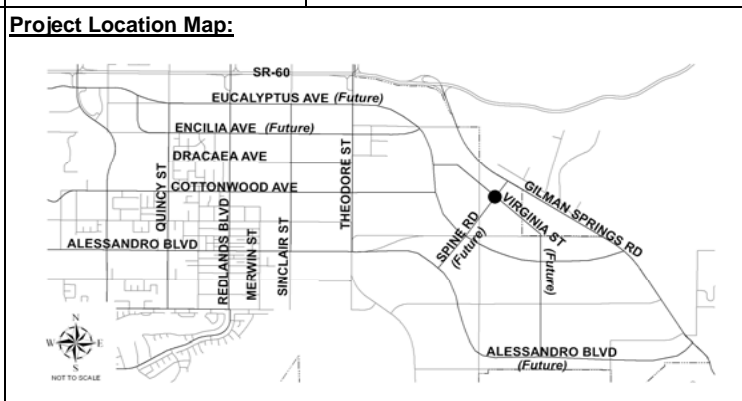 Project Location Map:
SR-60
EUCALYPTUS AVE (Future)
ENCILIA AVE (Future)
DRACAEA AVE
COTTONWOOD AVE
QUINCY ST
REDLANDS BLVD
MERWIN ST
SINCLAIR ST
THEODORE ST
ALESSANDRO BLVD
GILMAN SPRINGS RD
VIRGINIA ST
(Future)
SPINE RD
(Future)
ALESSANDRO BLVD
(Future)
N
W E
S
NOT TO SCALE